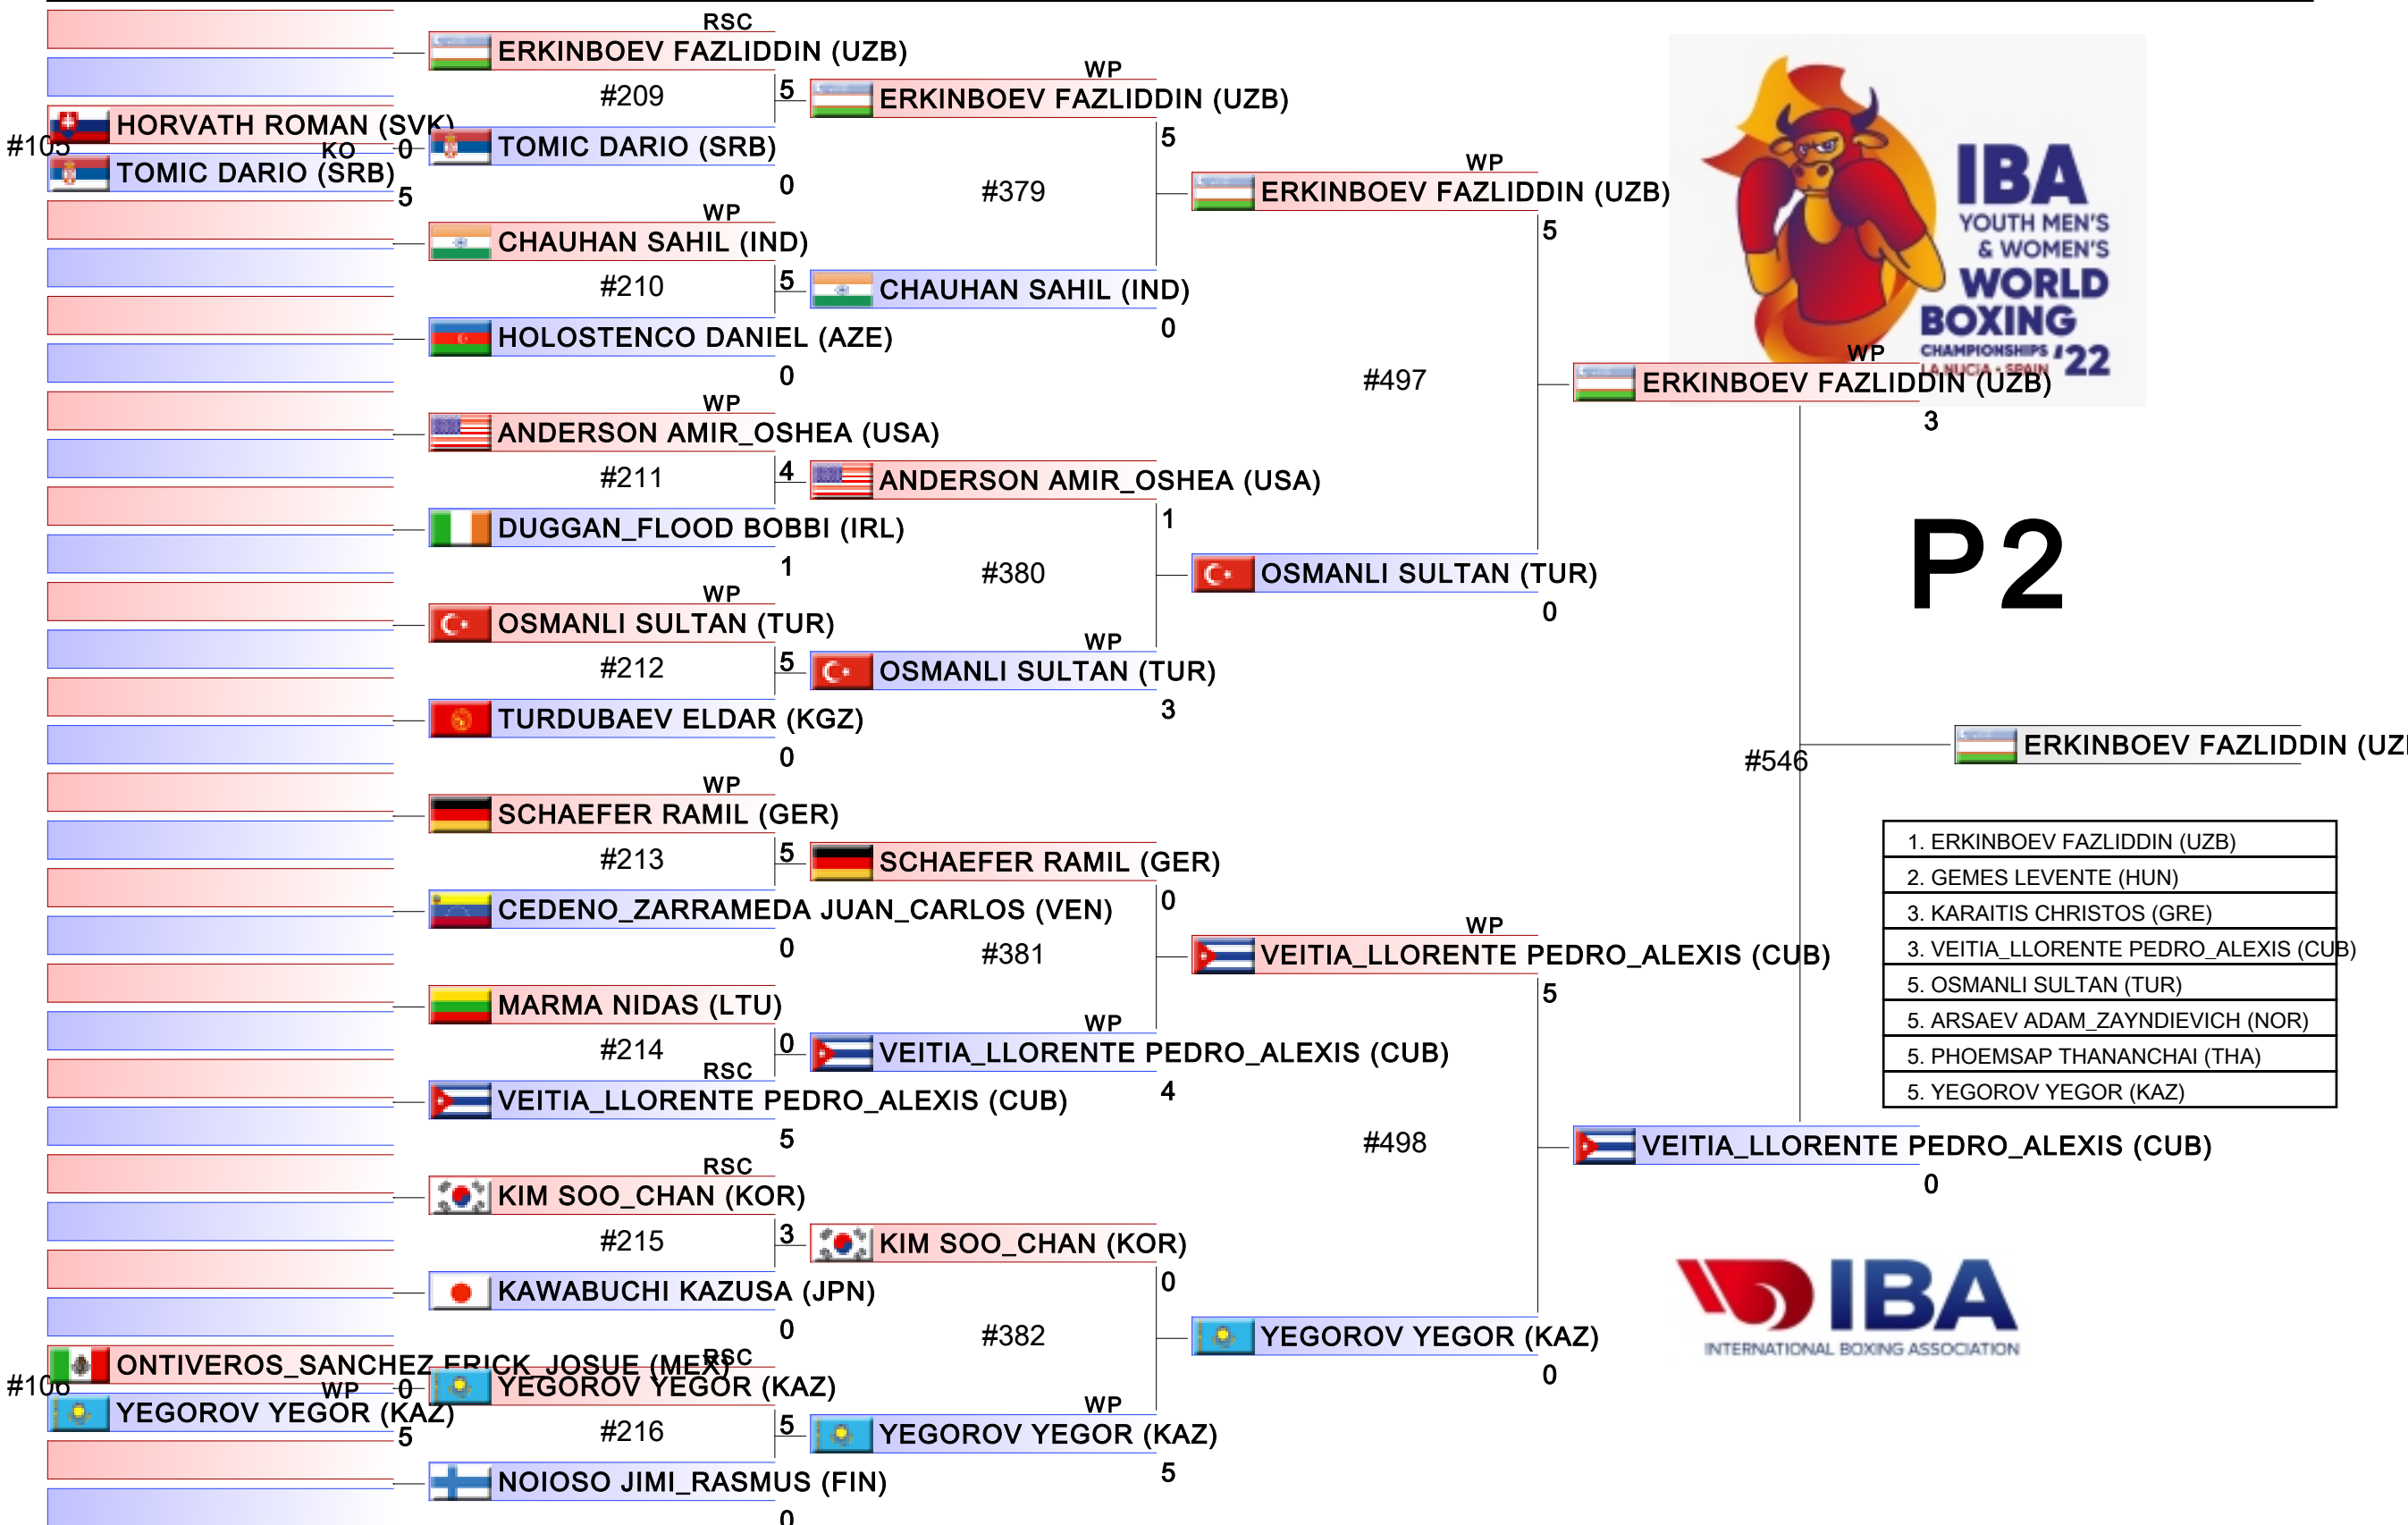 RSC
ERKINBOEV FAZLIDDIN (UZB)
#209
5
TOMIC DARIO (SRB)
0
HORVATH ROMAN (SVK)
#105
KO
0
TOMIC DARIO (SRB)
5
WP
CHAUHAN SAHIL (IND)
#210
5
HOLOSTENCO DANIEL (AZE)
0
WP
ANDERSON AMIR_OSHEA (USA)
#211
4
DUGGAN_FLOOD BOBBI (IRL)
1
WP
OSMANLI SULTAN (TUR)
#212
5
TURDUBAEV ELDAR (KGZ)
0
WP
SCHAEFER RAMIL (GER)
#213
5
CEDENO_ZARRAMEDA JUAN_CARLOS (VEN)
0
MARMA NIDAS (LTU)
#214
0
RSC
VEITIA_LLORENTE PEDRO_ALEXIS (CUB)
5
RSC
KIM SOO_CHAN (KOR)
#215
3
KAWABUCHI KAZUSA (JPN)
0
ONTIVEROS_SANCHEZ ERICK_JOSUE (MEX)
#106
WP
0
YEGOROV YEGOR (KAZ)
5
RSC
YEGOROV YEGOR (KAZ)
#216
5
NOIOSO JIMI_RASMUS (FIN)
0
WP
ERKINBOEV FAZLIDDIN (UZB)
5
#379
CHAUHAN SAHIL (IND)
0
ANDERSON AMIR_OSHEA (USA)
1
#380
WP
OSMANLI SULTAN (TUR)
3
SCHAEFER RAMIL (GER)
0
#381
WP
VEITIA_LLORENTE PEDRO_ALEXIS (CUB)
4
KIM SOO_CHAN (KOR)
0
#382
WP
YEGOROV YEGOR (KAZ)
5
WP
ERKINBOEV FAZLIDDIN (UZB)
5
#497
OSMANLI SULTAN (TUR)
0
WP
VEITIA_LLORENTE PEDRO_ALEXIS (CUB)
5
#498
YEGOROV YEGOR (KAZ)
0
IBA
YOUTH MEN'S
& WOMEN'S
WORLD
BOXING
CHAMPIONSHIPS '22
LA NUCIA - SPAIN
WP
ERKINBOEV FAZLIDDIN (UZB)
3
P2
#546
ERKINBOEV FAZLIDDIN (UZ
1. ERKINBOEV FAZLIDDIN (UZB)
2. GEMES LEVENTE (HUN)
3. KARAITIS CHRISTOS (GRE)
3. VEITIA_LLORENTE PEDRO_ALEXIS (CUB)
5. OSMANLI SULTAN (TUR)
5. ARSAEV ADAM_ZAYNDIEVICH (NOR)
5. PHOEMSAP THANANCHAI (THA)
5. YEGOROV YEGOR (KAZ)
VEITIA_LLORENTE PEDRO_ALEXIS (CUB)
0
IBA
INTERNATIONAL BOXING ASSOCIATION